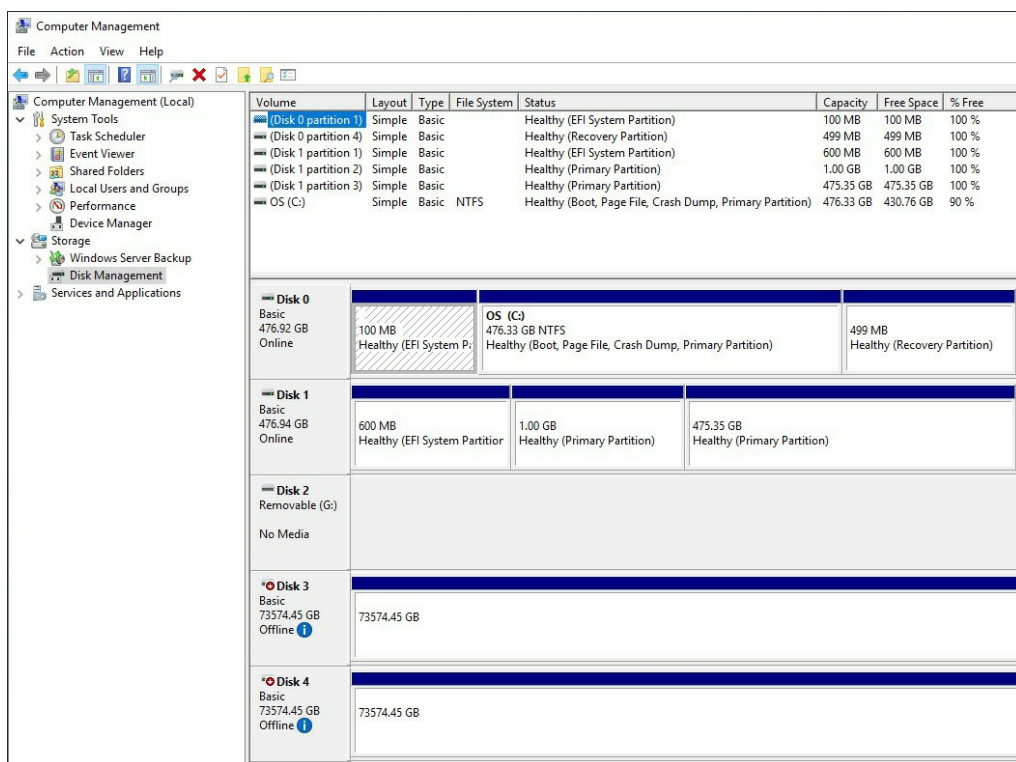 Computer Management
File Action View Help
Computer Management (Local)
System Tools
Task Scheduler
Event Viewer
Shared Folders
Local Users and Groups
Performance
Device Manager
Storage
Windows Server Backup
Disk Management
Services and Applications
Volume Layout Type File System Status Capacity Free Space % Free
(Disk 0 partition 1) Simple Basic Healthy (EFI System Partition) 100 MB 100 MB 100 %
(Disk 0 partition 4) Simple Basic Healthy (Recovery Partition) 499 MB 499 MB 100 %
(Disk 1 partition 1) Simple Basic Healthy (EFI System Partition) 600 MB 600 MB 100 %
(Disk 1 partition 2) Simple Basic Healthy (Primary Partition) 1.00 GB 1.00 GB 100 %
(Disk 1 partition 3) Simple Basic Healthy (Primary Partition) 475.35 GB 475.35 GB 100 %
OS (C:) Simple Basic NTFS Healthy (Boot, Page File, Crash Dump, Primary Partition) 476.33 GB 430.76 GB 90 %
Disk 0
Basic
476.92 GB
Online
100 MB
Healthy (EFI System P
OS (C:)
476.33 GB NTFS
Healthy (Boot, Page File, Crash Dump, Primary Partition)
499 MB
Healthy (Recovery Partition)
Disk 1
Basic
476.94 GB
Online
600 MB
Healthy (EFI System Partitior
1.00 GB
Healthy (Primary Partition)
475.35 GB
Healthy (Primary Partition)
Disk 2
Removable (G:)
No Media
Disk 3
Basic
73574.45 GB
Offline
73574.45 GB
Disk 4
Basic
73574.45 GB
Offline
73574.45 GB